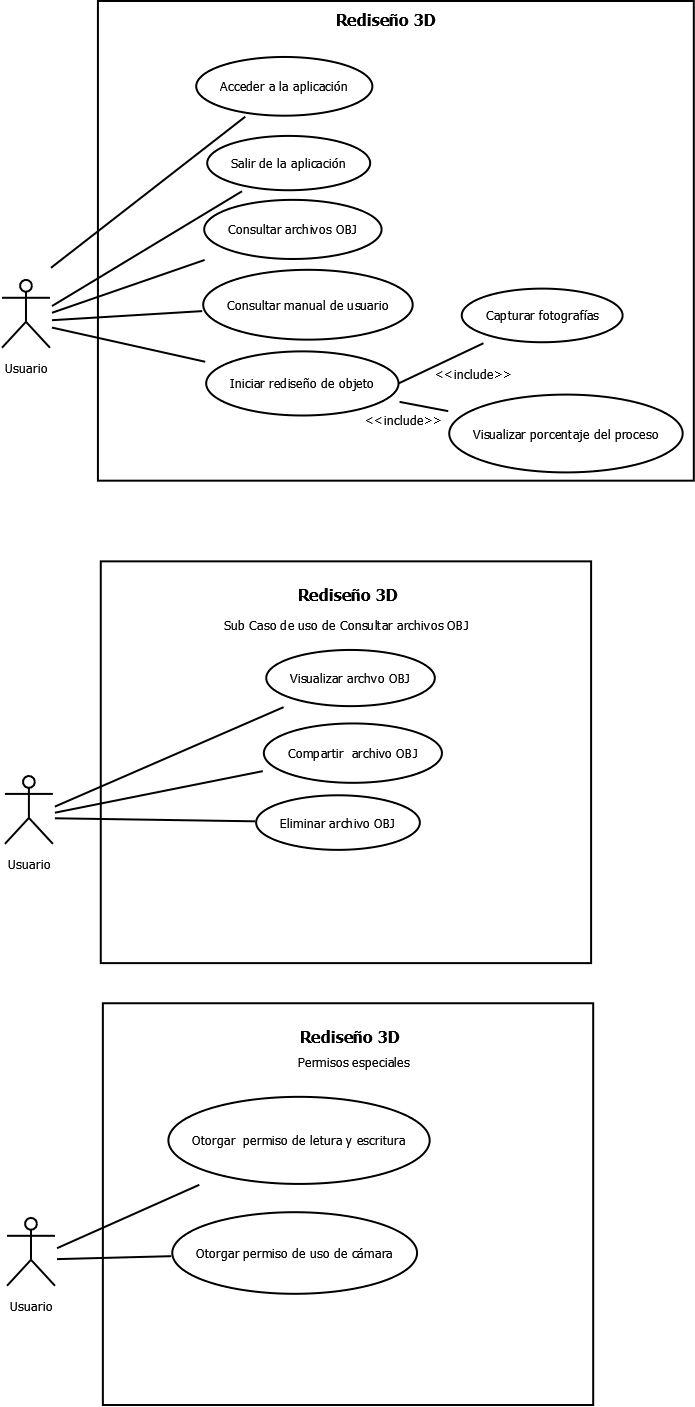 Rediseño 3D
Acceder a la aplicación
Salir de la aplicación
Consultar archivos OBJ
Consultar manual de usuario
Capturar fotografías
Usuario
Iniciar rediseño de objeto
<<include>>
<<include>>
Visualizar porcentaje del proceso
Rediseño 3D
Sub Caso de uso de Consultar archivos OBJ
Visualizar archvo OBJ
Compartir archivo OBJ
Eliminar archivo OBJ
Usuario
Rediseño 3D
Permisos especiales
Otorgar permiso de letura y escritura
Otorgar permiso de uso de cámara
Usuario